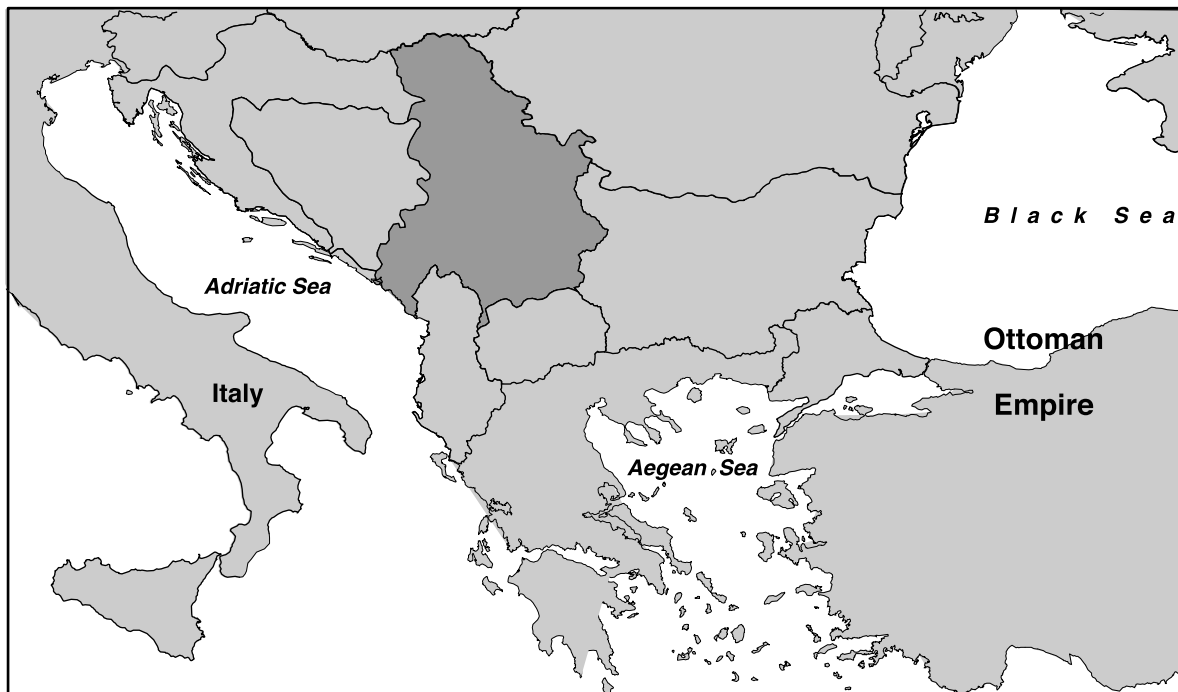 Black Sea
Adriatic Sea
Ottoman
Italy
Empire
Aegean Sea